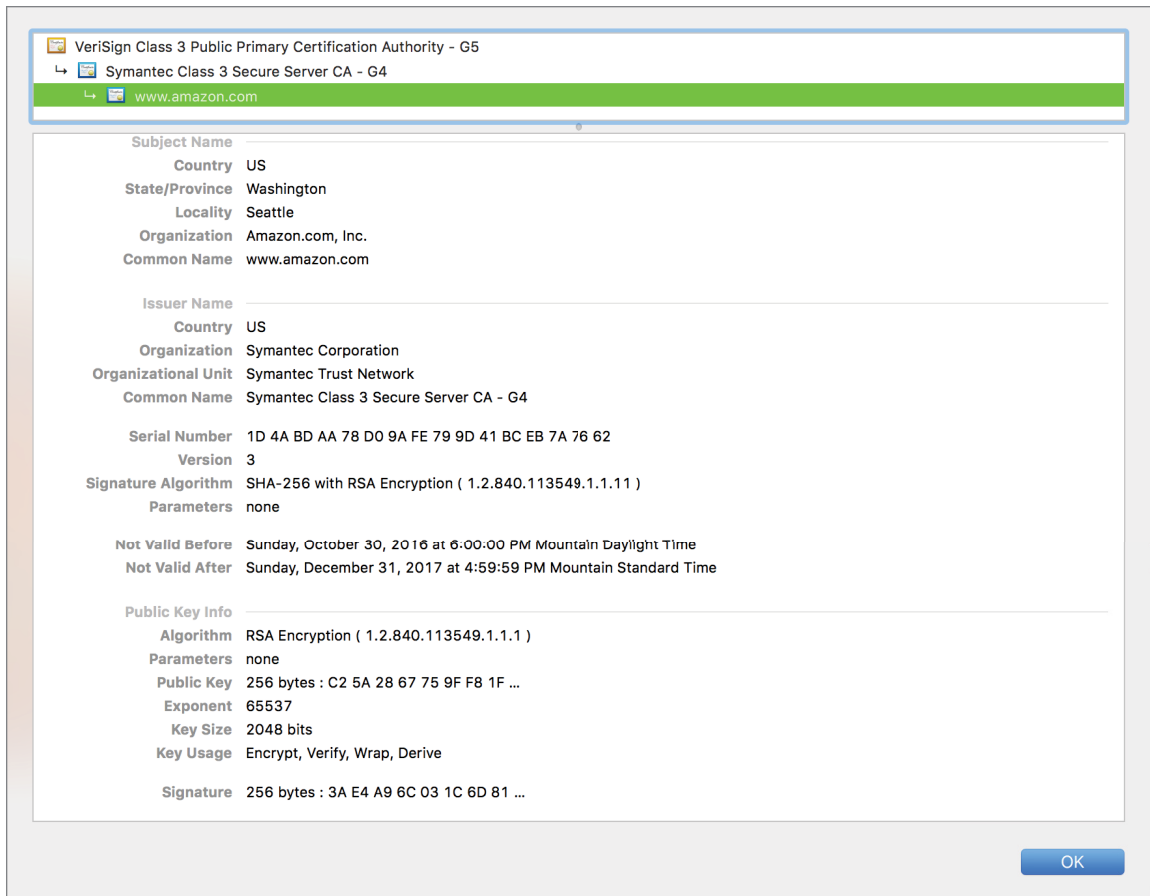 VeriSign Class 3 Public Primary Certification Authority - G5
Symantec Class 3 Secure Server CA - G4
www.amazon.com
Subject Name
Country US
State/Province Washington
Locality Seattle
Organization Amazon.com, Inc.
Common Name www.amazon.com
Issuer Name
Country US
Organization Symantec Corporation
Organizational Unit Symantec Trust Network
Common Name Symantec Class 3 Secure Server CA - G4
Serial Number 1D 4A BD AA 78 D0 9A FE 79 9D 41 BC EB 7A 76 62
Version 3
Signature Algorithm SHA-256 with RSA Encryption ( 1.2.840.113549.1.1.11 )
Parameters none
Not Valid Before Sunday, October 30, 2016 at 6:00:00 PM Mountain Daylight Time
Not Valid After Sunday, December 31, 2017 at 4:59:59 PM Mountain Standard Time
Public Key Info
Algorithm RSA Encryption ( 1.2.840.113549.1.1.1 )
Parameters none
Public Key 256 bytes : C2 5A 28 67 75 9F F8 1F ...
Exponent 65537
Key Size 2048 bits
Key Usage Encrypt, Verify, Wrap, Derive
Signature 256 bytes : 3A E4 A9 6C 03 1C 6D 81 ...
OK